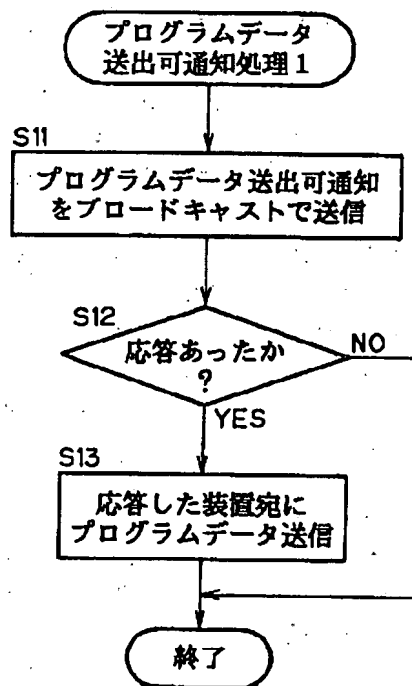 プログラムデータ
送出可通知処理1
S11
プログラムデータ送出可通知
をブロードキャストで送信
S12
応答あったか
?
NO
YES
S13
応答した装置宛に
プログラムデータ送信
終了